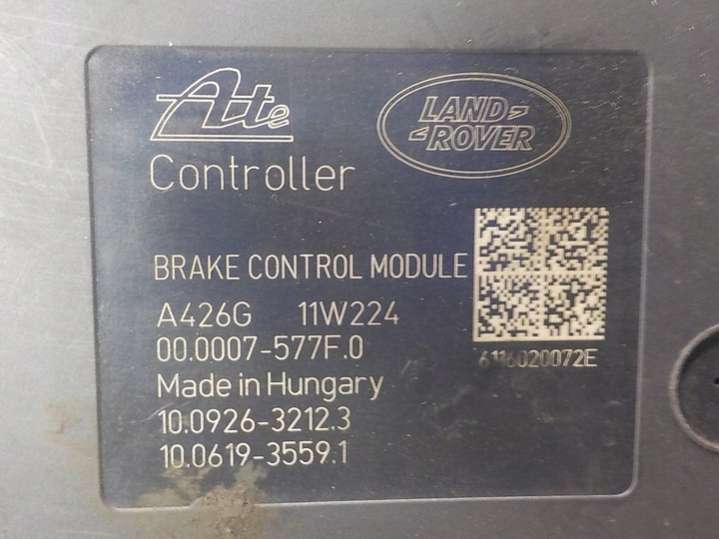 Ate
LAND
ROVER
Controller
BRAKE CONTROL MODULE
A426G 11W224
00.0007-577F.0
6116020072E
Made in Hungary
10.0926-3212.3
10.0619-3559.1